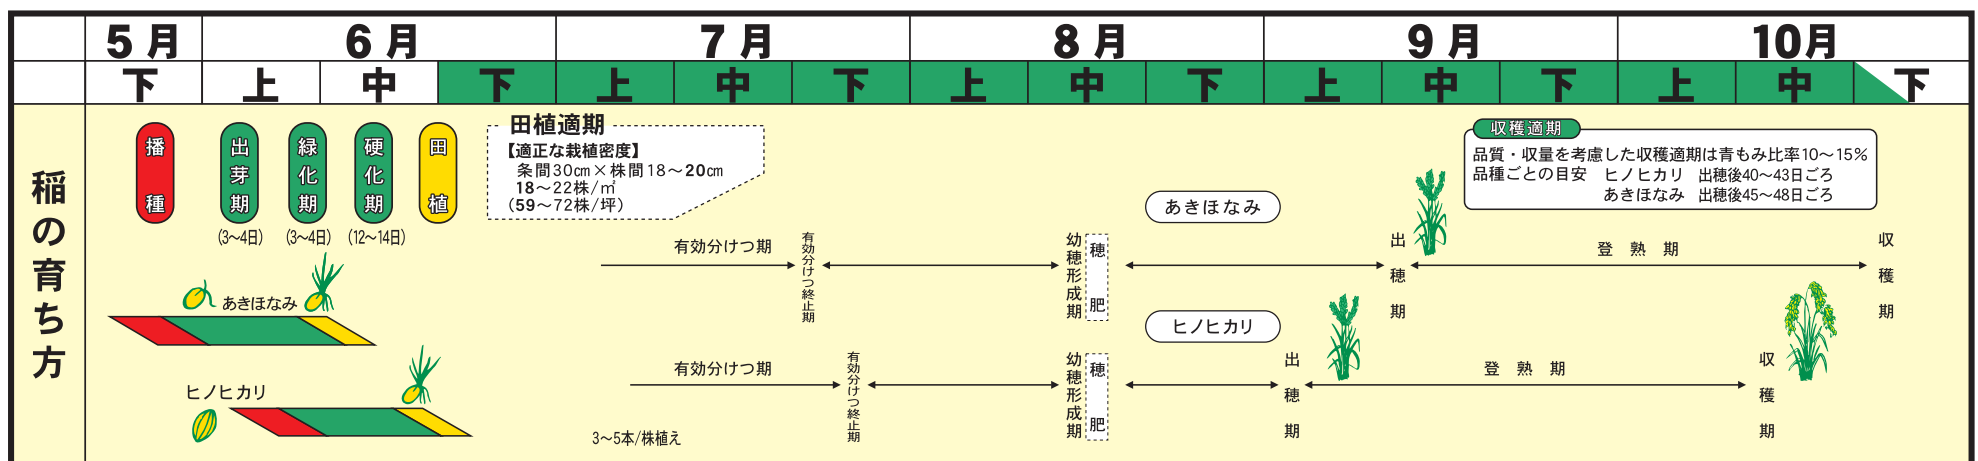 5月 6月 7月 8月 9月 10月
下 上 中 下 上 中 下 上 中 下 上 中 下 上 中 下
稲の育ち方
播種
出芽期
(3〜4日)
緑化期
(3〜4日)
硬化期
(12〜14日)
田植
田植適期
【適正な栽植密度】
条間30㎝×株間18〜20㎝
18〜22株/㎡
(59〜72株/坪)
収穫適期
品質・収量を考慮した収穫適期は青もみ比率10〜15%
品種ごとの目安 ヒノヒカリ 出穂後40〜43日ごろ
あきほなみ 出穂後45〜48日ごろ
あきほなみ
あきほなみ
有効分けつ期
有効分けつ終止期
幼穂形成期
穂肥
出穂期
登熟期
収穫期
ヒノヒカリ
ヒノヒカリ
有効分けつ期
有効分けつ終止期
幼穂形成期
穂肥
出穂期
登熟期
収穫期
3〜5本/株植え